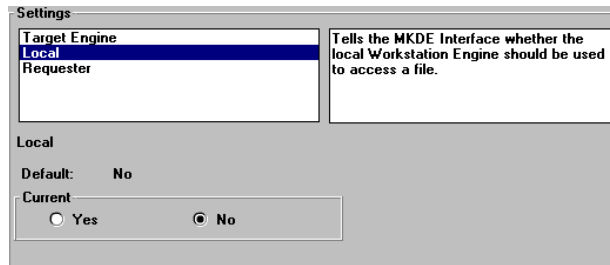 Settings
Target Engine
Local
Requester
Tells the MKDE Interface whether the
local Workstation Engine should be used
to access a file.
Local
Default: No
Current
Yes No